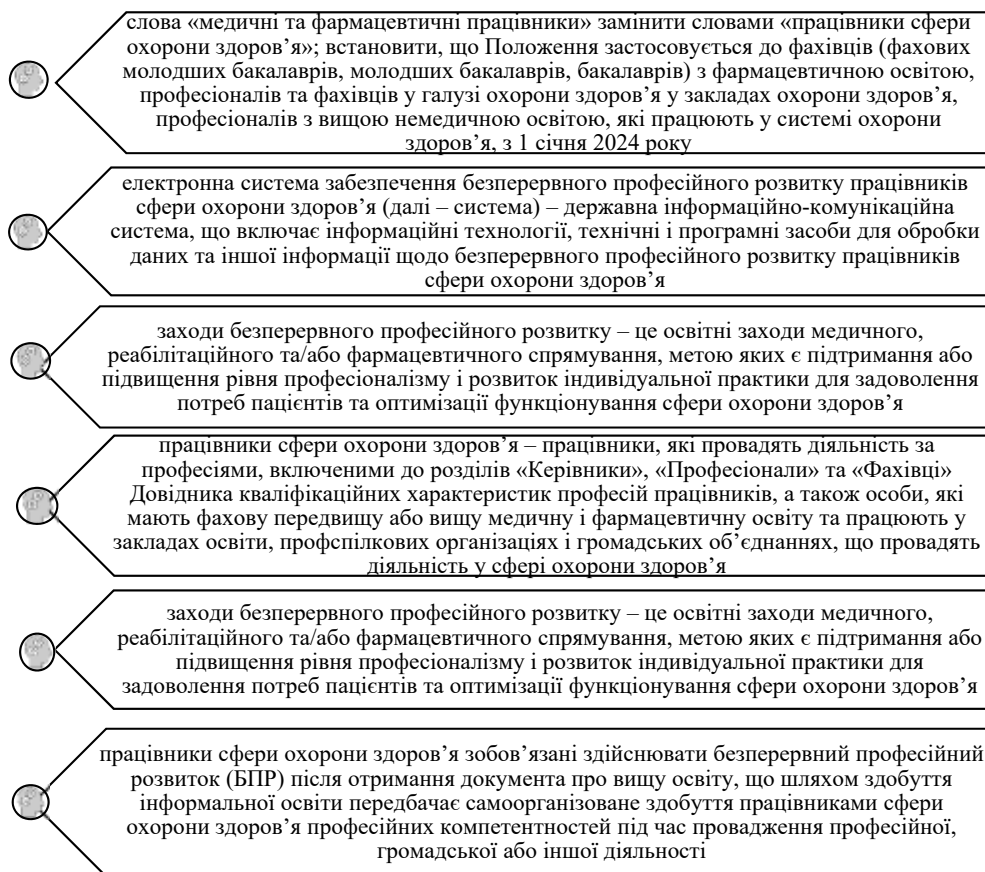 слова «медичні та фармацевтичні працівники» замінити словами «працівники сфери
охорони здоров’я»; встановити, що Положення застосовується до фахівців (фахових
молодших бакалаврів, молодших бакалаврів, бакалаврів) з фармацевтичною освітою,
професіоналів та фахівців у галузі охорони здоров’я у закладах охорони здоров’я,
професіоналів з вищою немедичною освітою, які працюють у системі охорони
здоров’я, з 1 січня 2024 року
електронна система забезпечення безперервного професійного розвитку працівників
сфери охорони здоров’я (далі – система) – державна інформаційно-комунікаційна
система, що включає інформаційні технології, технічні і програмні засоби для обробки
даних та іншої інформації щодо безперервного професійного розвитку працівників
сфери охорони здоров’я
заходи безперервного професійного розвитку – це освітні заходи медичного,
реабілітаційного та/або фармацевтичного спрямування, метою яких є підтримання або
підвищення рівня професіоналізму і розвиток індивідуальної практики для задоволення
потреб пацієнтів та оптимізації функціонування сфери охорони здоров’я
працівники сфери охорони здоров’я – працівники, які провадять діяльність за
професіями, включеними до розділів «Керівники», «Професіонали» та «Фахівці»
Довідника кваліфікаційних характеристик професій працівників, а також особи, які
мають фахову передвищу або вищу медичну і фармацевтичну освіту та працюють у
закладах освіти, профспілкових організаціях і громадських об’єднаннях, що провадять
діяльність у сфері охорони здоров’я
заходи безперервного професійного розвитку – це освітні заходи медичного,
реабілітаційного та/або фармацевтичного спрямування, метою яких є підтримання або
підвищення рівня професіоналізму і розвиток індивідуальної практики для
задоволення потреб пацієнтів та оптимізації функціонування сфери охорони здоров’я
працівники сфери охорони здоров’я зобов’язані здійснювати безперервний професійний
розвиток (БПР) після отримання документа про вищу освіту, що шляхом здобуття
інформальної освіти передбачає самоорганізоване здобуття працівниками сфери
охорони здоров’я професійних компетентностей під час провадження професійної,
громадської або іншої діяльності